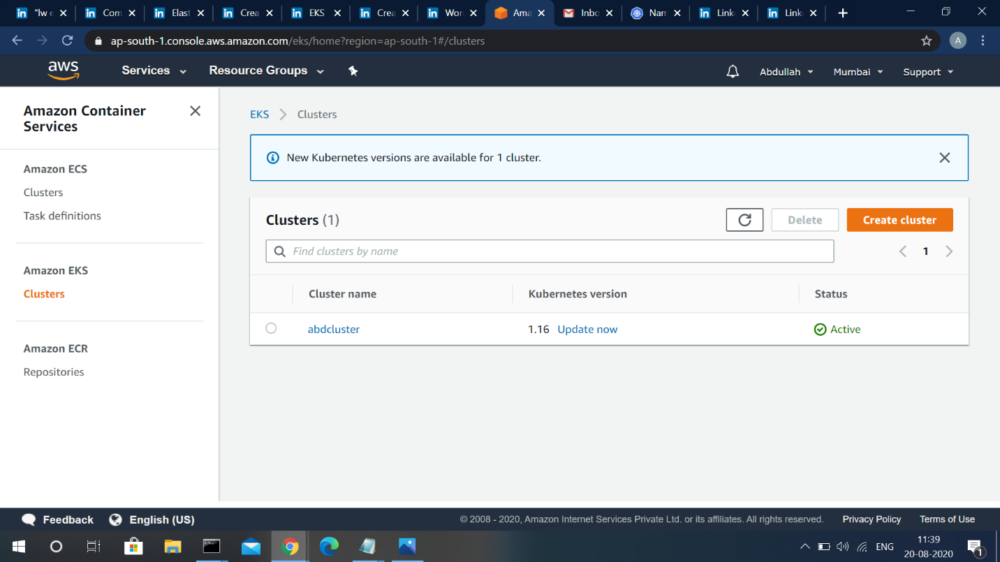 "lw e
Com
Elast
Crea
EKS
Crea
Wor
Ama
Inbo
Nam
Link
Link
ap-south-1.console.aws.amazon.com/eks/home?region=ap-south-1#/clusters
A
aws
Services
Resource Groups
Abdullah
Mumbai
Support
Amazon Container
Services
Amazon ECS
Clusters
Task definitions
Amazon EKS
Clusters
Amazon ECR
Repositories
EKS > Clusters
New Kubernetes versions are available for 1 cluster.
Clusters (1)
Delete
Create cluster
Find clusters by name
1
Cluster name
Kubernetes version
Status
abdcluster
1.16 Update now
Active
Feedback
English (US)
© 2008 - 2020, Amazon Internet Services Private Ltd. or its affiliates. All rights reserved.
Privacy Policy
Terms of Use
ENG
11:39
20-08-2020
1